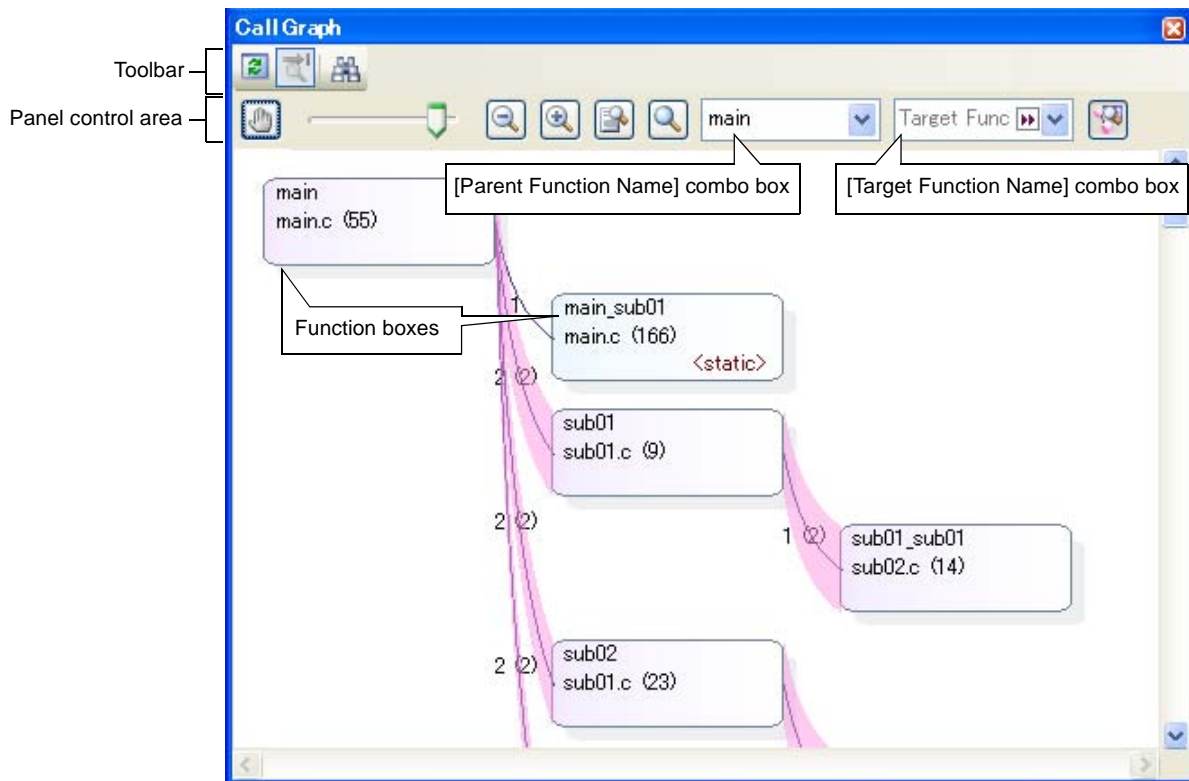 Call Graph
Toolbar
Panel control area
main
Target Func
[Parent Function Name] combo box
[Target Function Name] combo box
main
main.c (55)
Function boxes
1
main_sub01
main.c (166)
<static>
2 (2)
sub01
sub01.c (9)
2 (2)
1 (2)
sub01_sub01
sub02.c (14)
2 (2)
sub02
sub01.c (23)